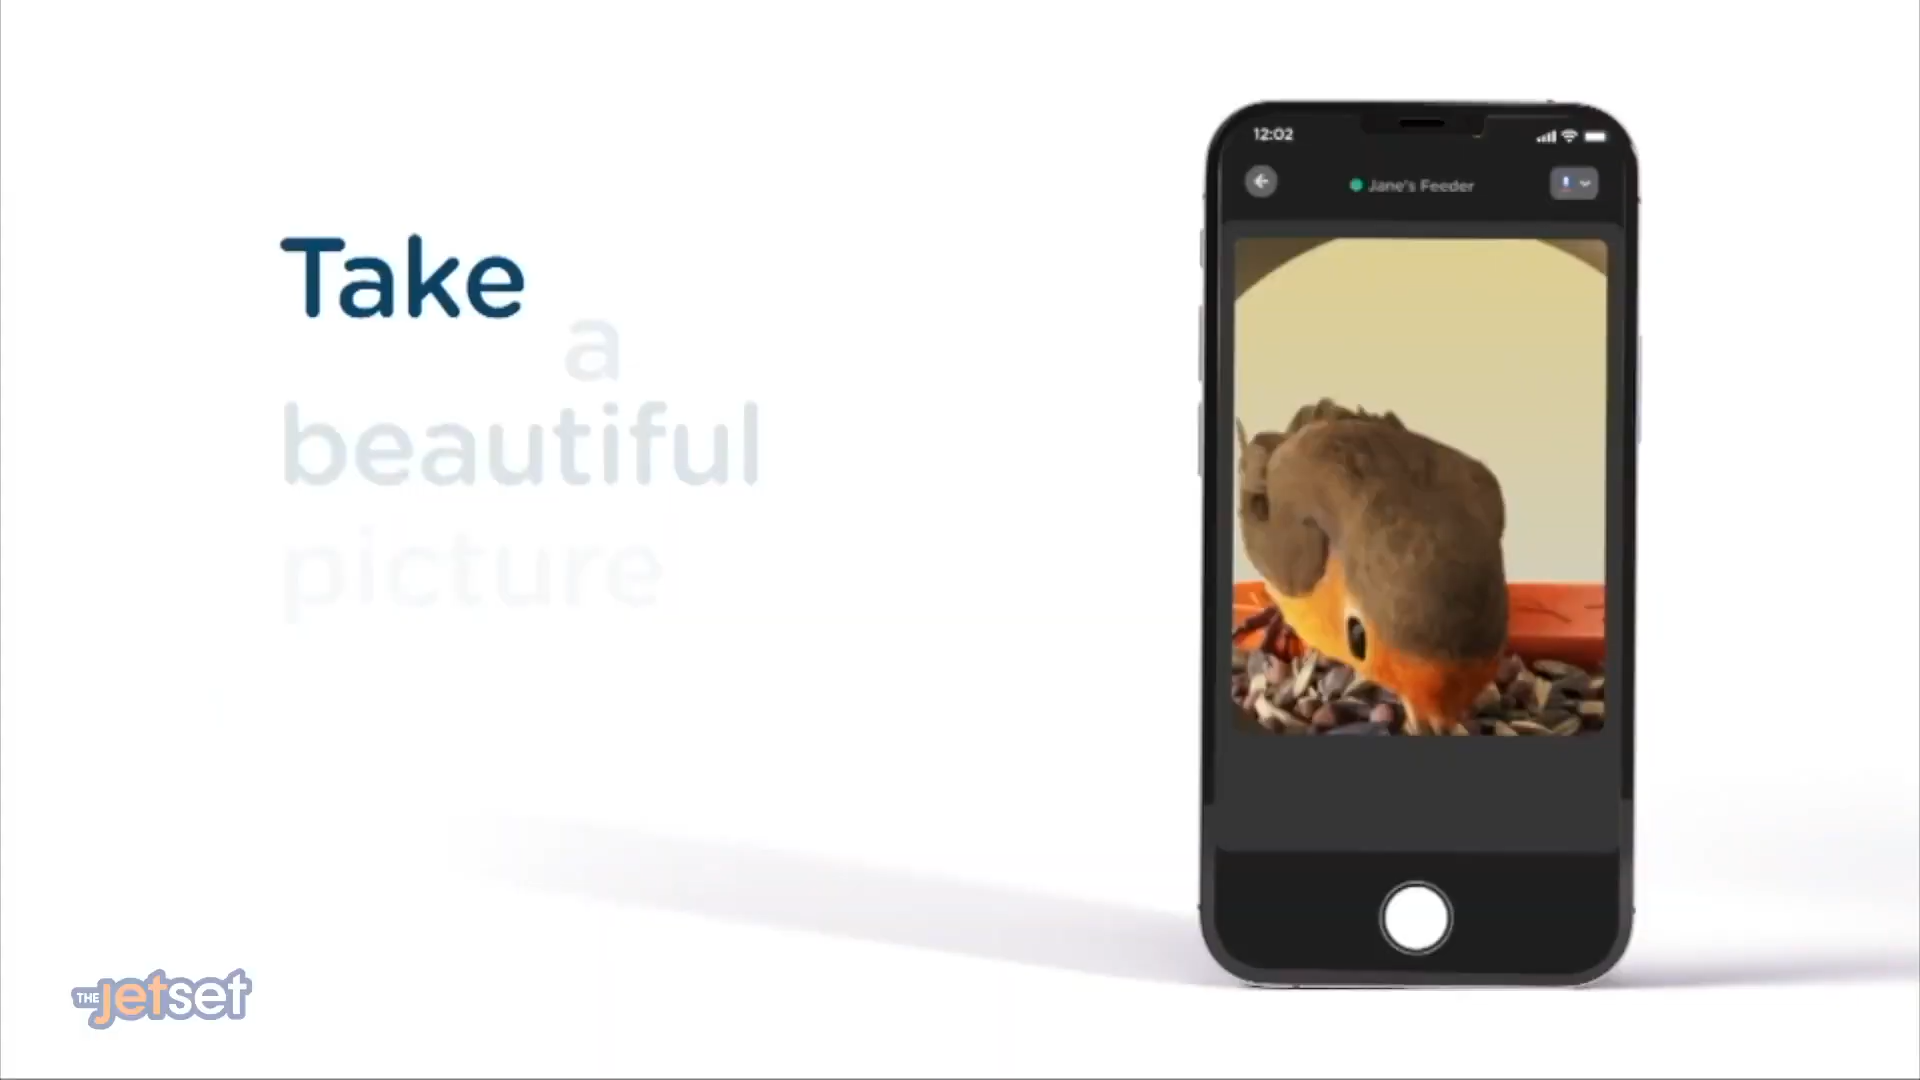 Take
a
beautiful
picture
12:02
Jane's Feeder
THE jetset